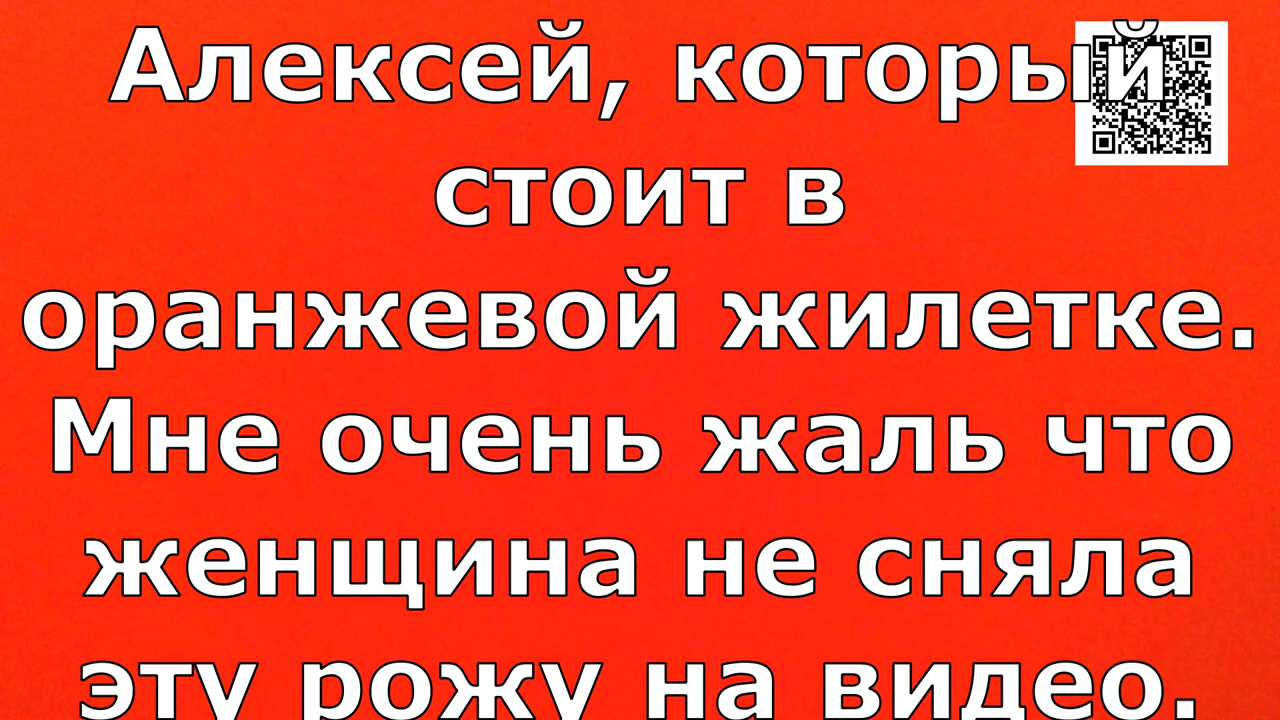 Алексей, который
стоит в
оранжевой жилетке.
Мне очень жаль что
женщина не сняла
эту рожу на видео.